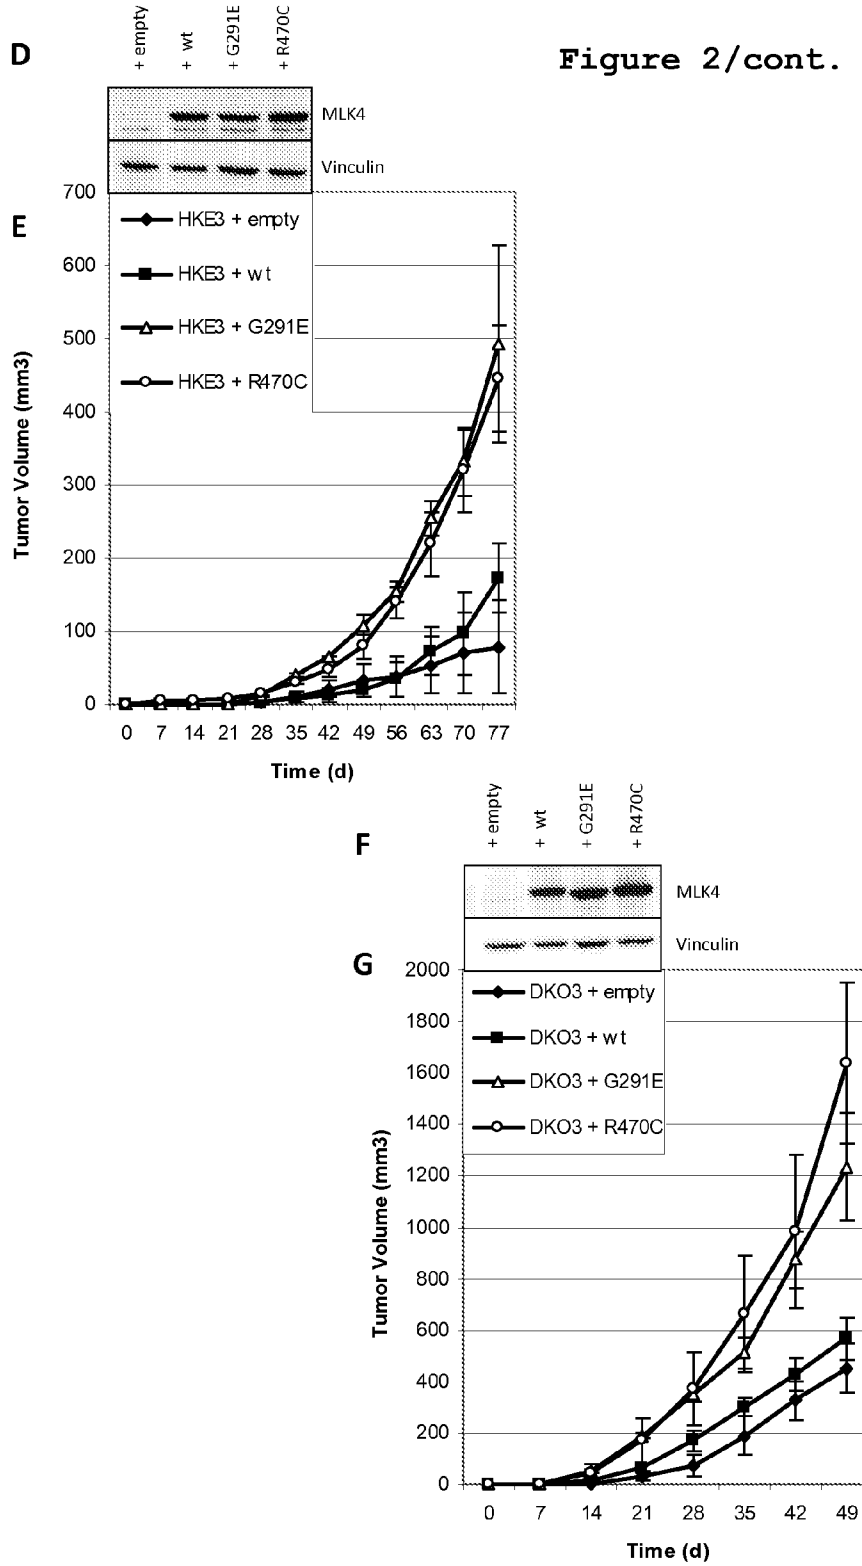 D
+ empty
+ wt
+ G291E
+ R470C
Figure 2/cont.
MLK4
Vinculin
E
700
600
500
400
300
200
100
0
Tumor Volume (mm3)
HKE3 + empty
HKE3 + wt
HKE3 + G291E
HKE3 + R470C
0 7 14 21 28 35 42 49 56 63 70 77
Time (d)
F
+ empty
+ wt
+ G291E
+ R470C
MLK4
Vinculin
G
2000
1800
1600
1400
1200
1000
800
600
400
200
0
Tumor Volume (mm3)
DKO3 + empty
DKO3 + wt
DKO3 + G291E
DKO3 + R470C
0 7 14 21 28 35 42 49
Time (d)